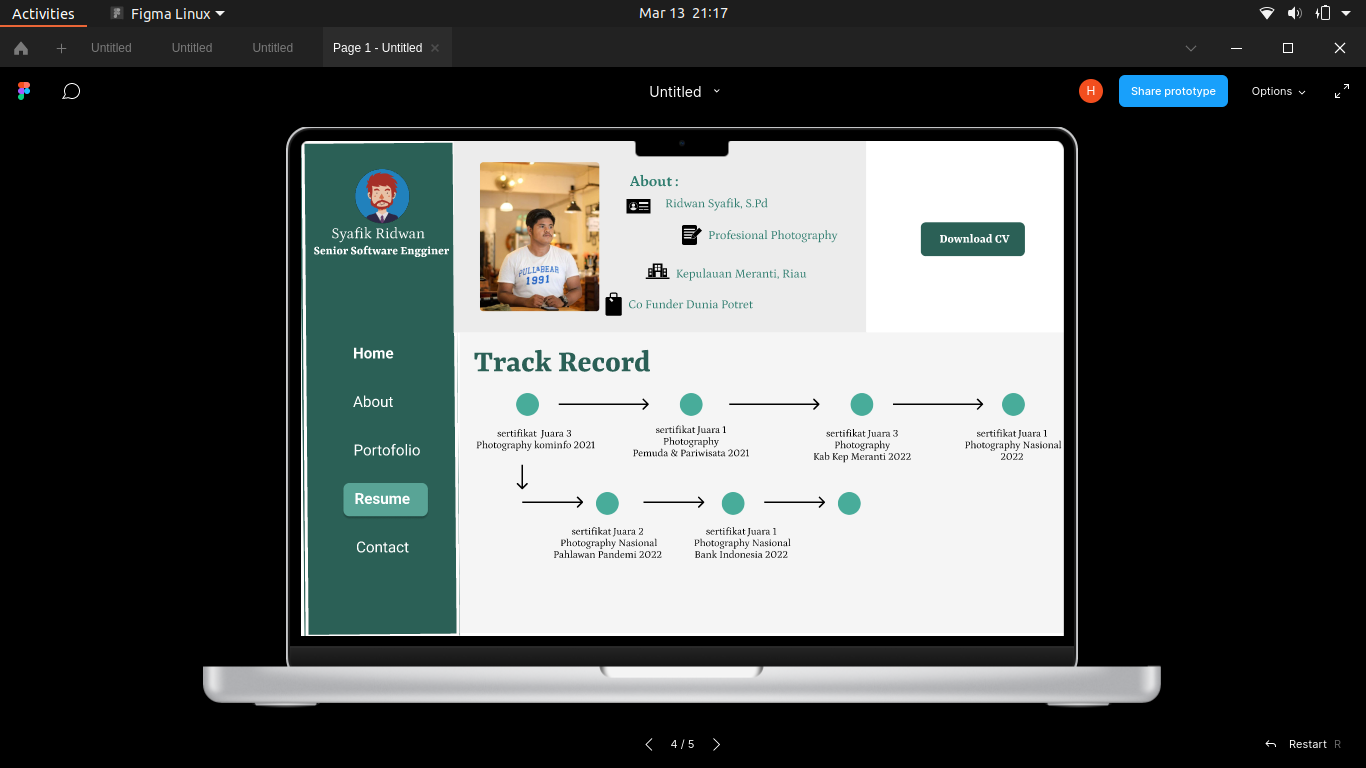 Activities
Figma Linux
Mar 13 21:17
Untitled
Untitled
Untitled
Page 1 - Untitled
Untitled
H
Share prototype
Options
Syafik Ridwan
Senior Software Engginer
Home
About
Portofolio
Resume
Contact
PULL&BEAR
1991
About :
Ridwan Syafik, S.Pd
Profesional Photography
Kepulauan Meranti, Riau
Co Funder Dunia Potret
Download CV
Track Record
sertifikat Juara 3
Photography kominfo 2021
sertifikat Juara 1
Photography
Pemuda & Pariwisata 2021
sertifikat Juara 3
Photography
Kab Kep Meranti 2022
sertifikat Juara 1
Photography Nasional
2022
sertifikat Juara 2
Photography Nasional
Pahlawan Pandemi 2022
sertifikat Juara 1
Photography Nasional
Bank Indonesia 2022
4 / 5
Restart R